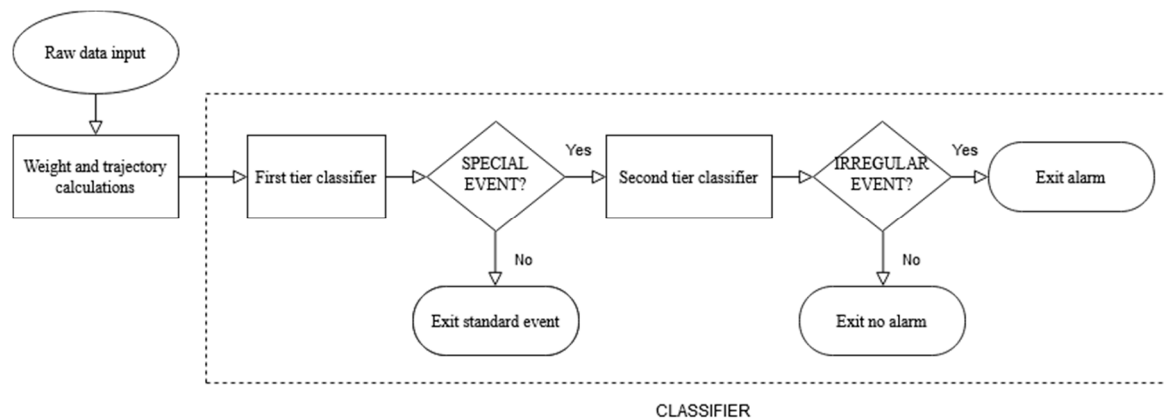 Raw data input
Weight and trajectory
calculations
First tier classifier
SPECIAL
EVENT?
Yes
No
Exit standard event
Second tier classifier
IRREGULAR
EVENT?
Yes
No
Exit no alarm
Exit alarm
CLASSIFIER